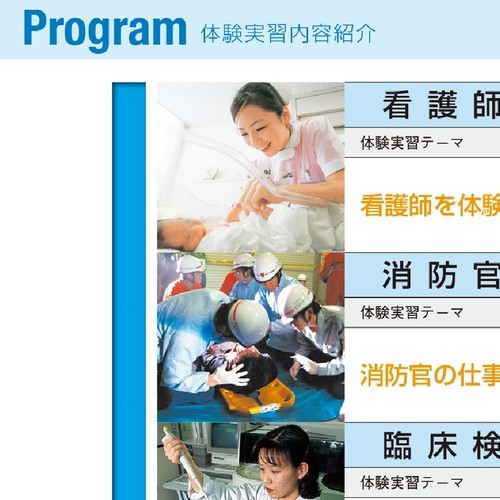 Program 体験実習内容紹介
看護師
体験実習テーマ
看護師を体験
消防官
体験実習テーマ
消防官の仕事
臨床検
体験実習テーマ